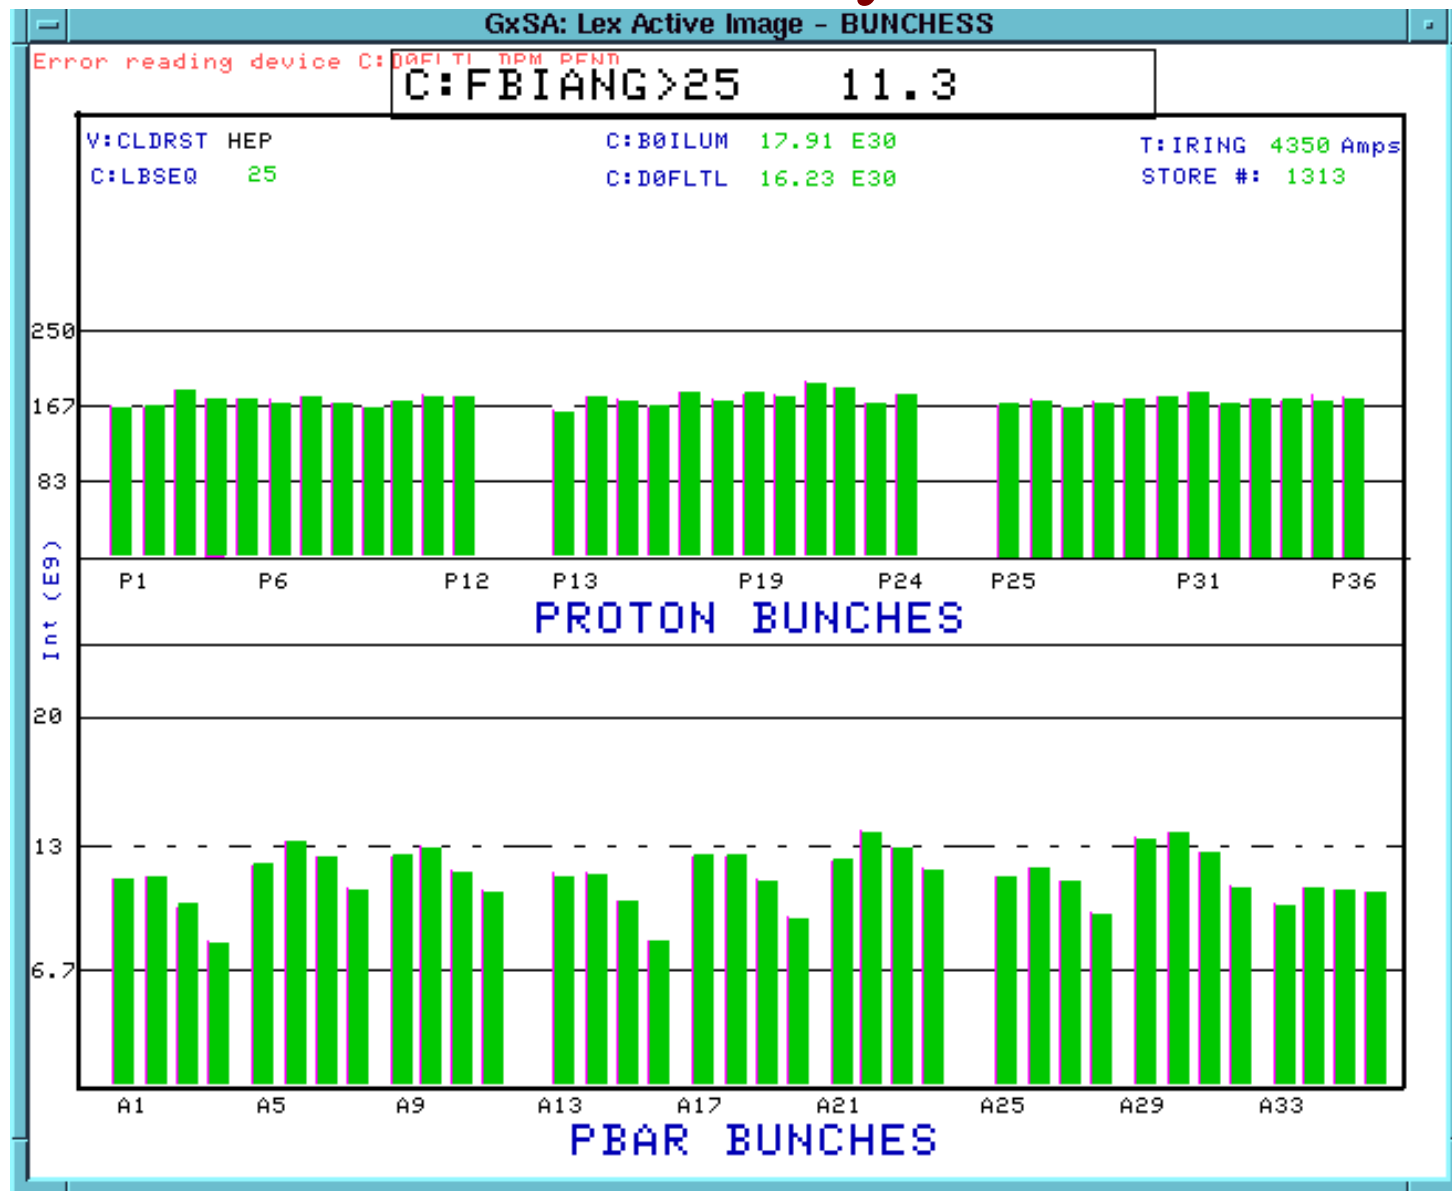 GxSA: Lex Active Image - BUNCHESS
Error reading device C:D0FLTL DPM PEND
C:FBIANG>25 11.3
V:CLDRST HEP C:B0ILUM 17.91 E30 T:IRING 4350 Amps
C:LBSEQ 25 C:D0FLTL 16.23 E30 STORE #: 1313
250
167
83
Int (E9)
P1 P6 P12 P13 P19 P24 P25 P31 P36
PROTON BUNCHES
20
13
6.7
A1 A5 A9 A13 A17 A21 A25 A29 A33
PBAR BUNCHES